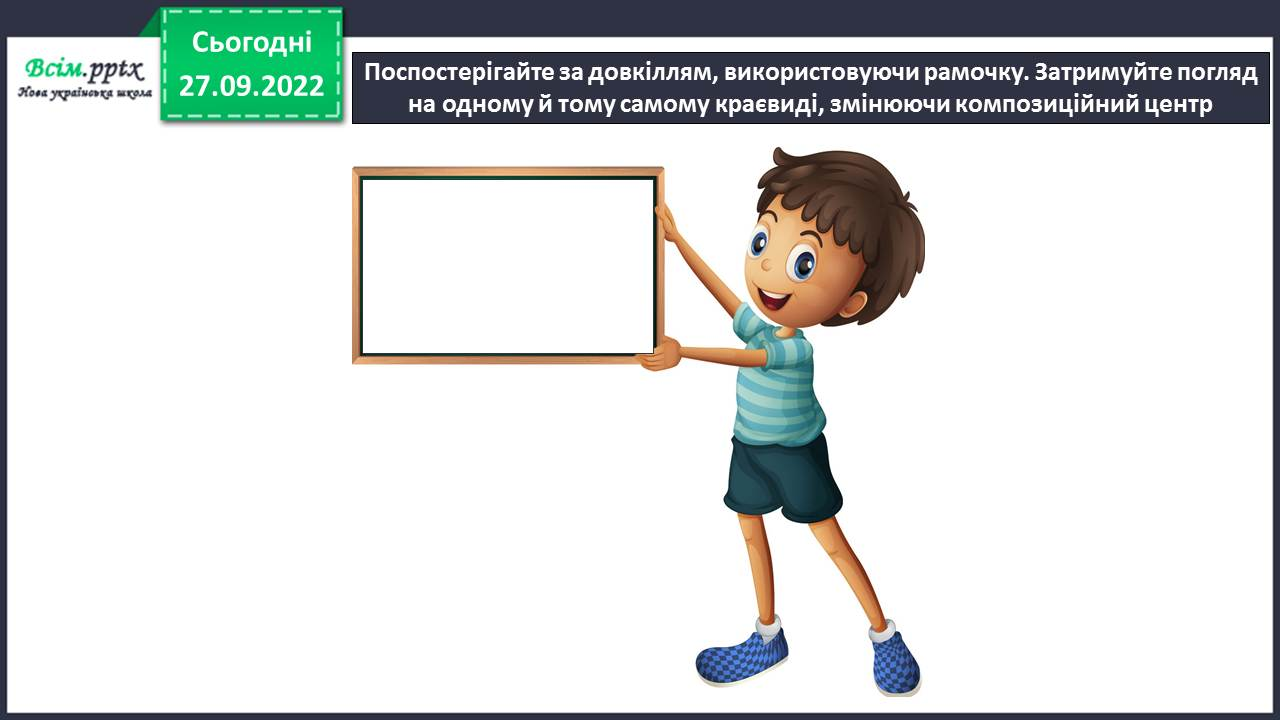 Всім.pptx
Нова українська школа
Сьогодні
27.09.2022
Поспостерігайте за довкіллям, використовуючи рамочку. Затримуйте погляд
на одному й тому самому краєвиді, змінюючи композиційний центр